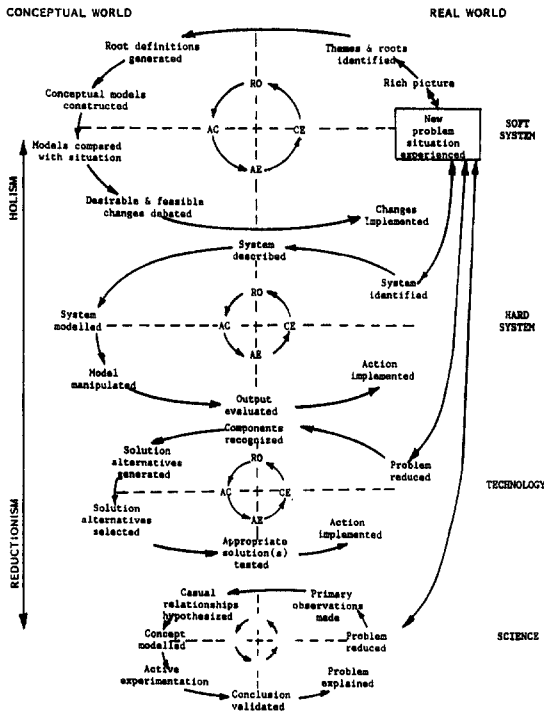 CONCEPTUAL WORLD
REAL WORLD
Root definitions
generated
Themes & roots
identified
Conceptual models
constructed
Rich picture
RO
AC
CE
AE
New
problem
situation
experienced
SOFT
SYSTEM
Models compared
with situation
Desirable & feasible
changes debated
Changes
implemented
HOLISM
System
described
System
identified
RO
System
modelled
AC
CE
AE
HARD
SYSTEM
Model
manipulated
Action
implemented
Output
evaluated
Components
recognized
Solution
alternatives
generated
Problem
reduced
RO
AC
CE
AE
TECHNOLOGY
Solution
alternatives
selected
Action
implemented
Appropriate
solution(s)
tested
REDUCTIONISM
Casual
relationships
hypothesized
Primary
observations
made
Concept
modelled
Problem
reduced
SCIENCE
Active
experimentation
Problem
explained
Conclusion
validated